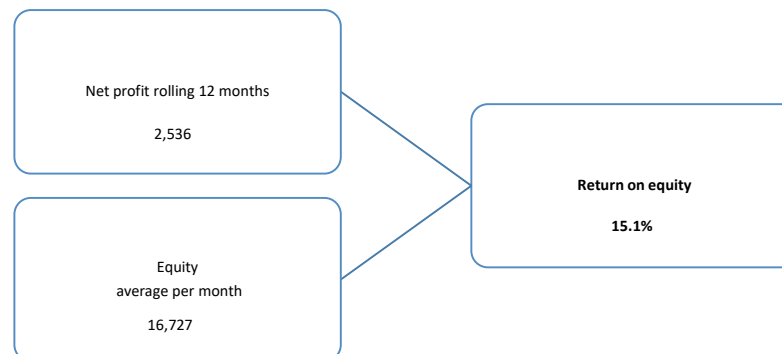 Net profit rolling 12 months
2,536
Equity
average per month
16,727
Return on equity
15.1%